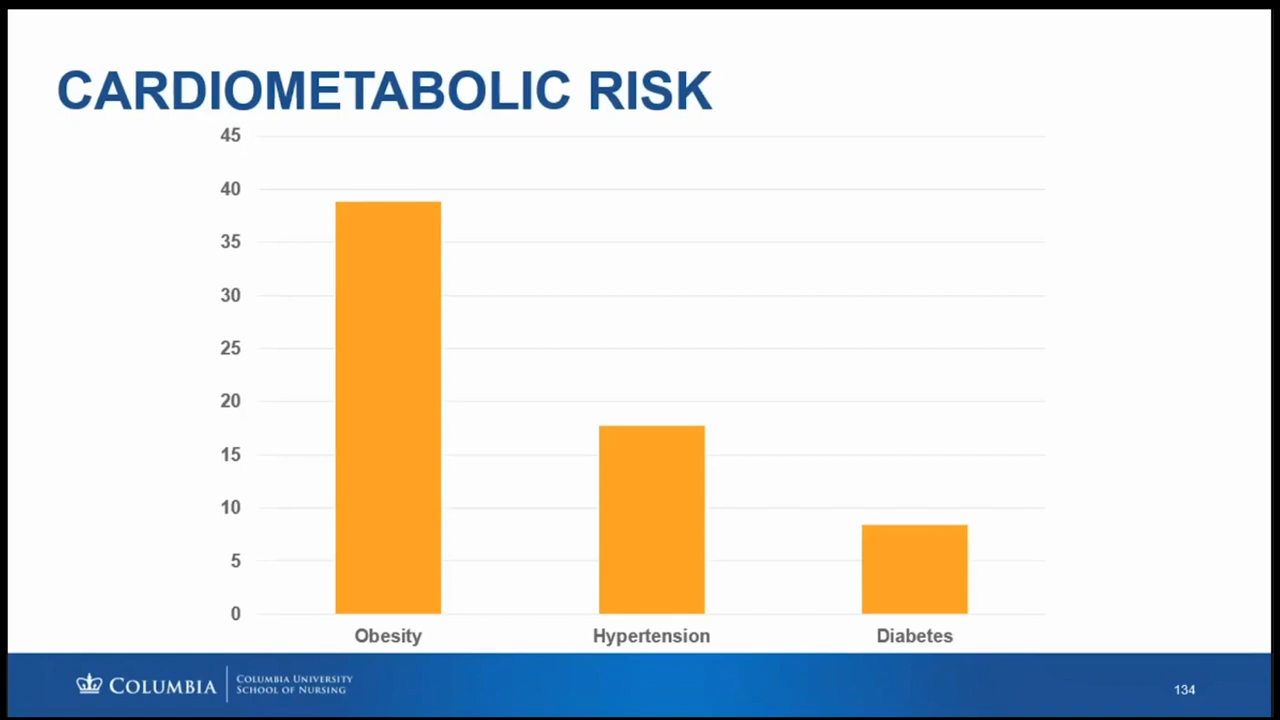 CARDIOMETABOLIC RISK
45
40
35
30
25
20
15
10
5
0
Obesity Hypertension Diabetes
COLUMBIA
COLUMBIA UNIVERSITY
SCHOOL OF NURSING
134